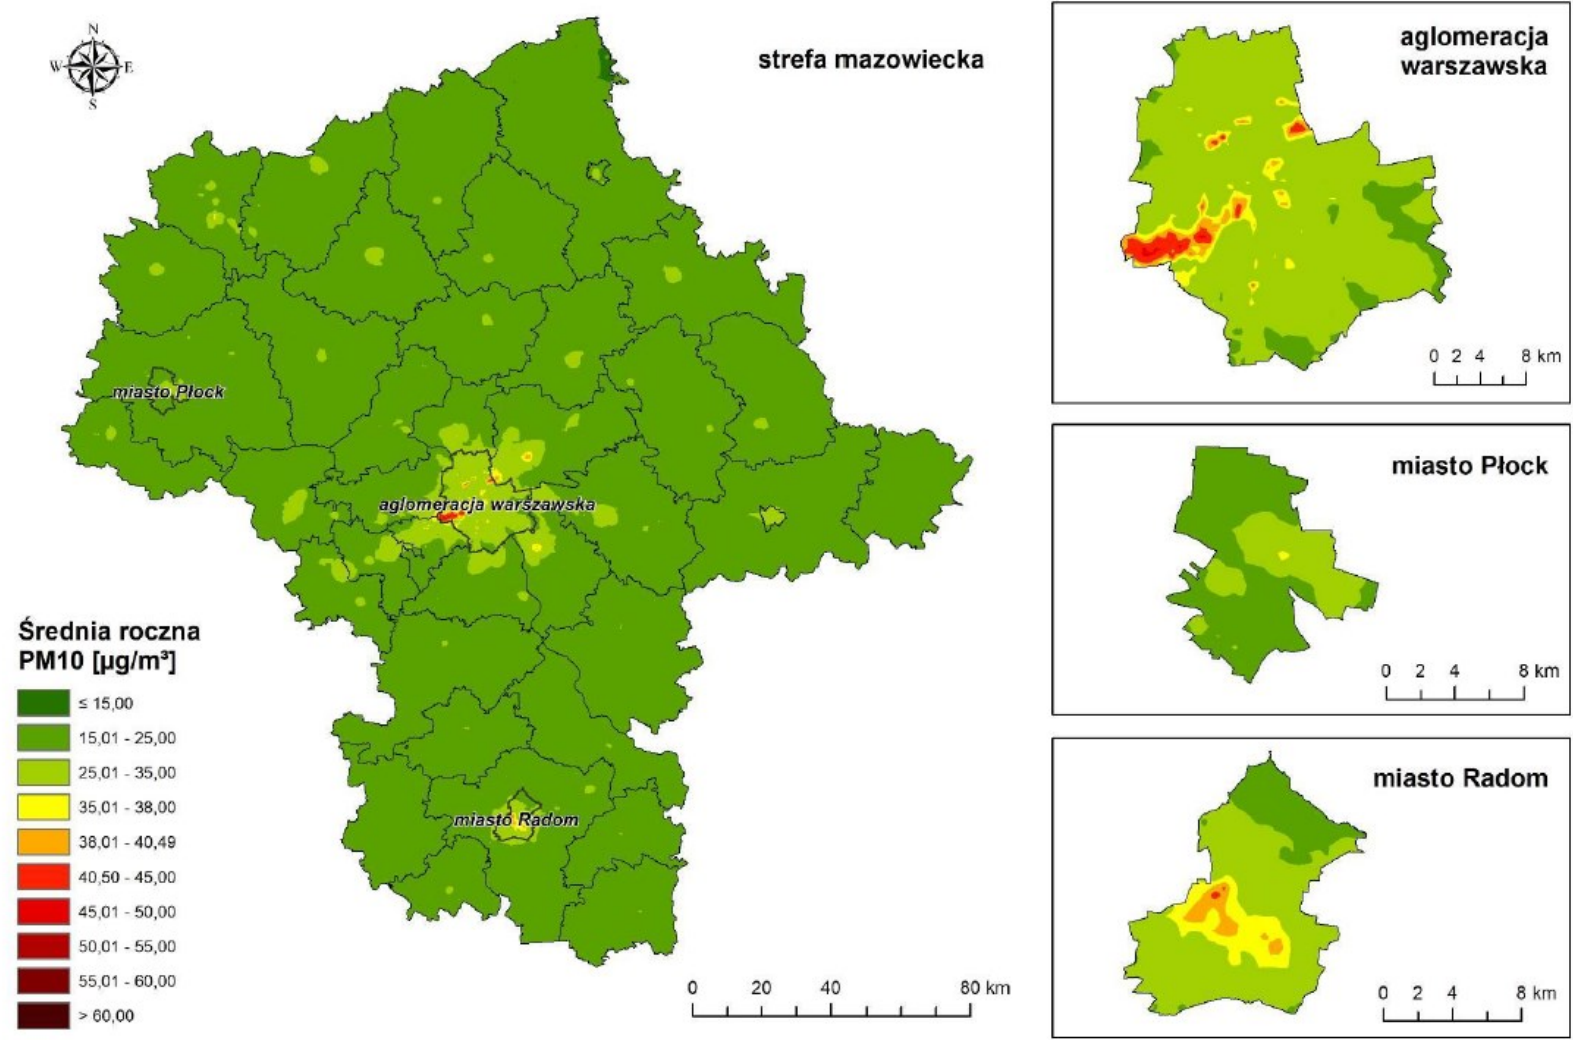 N
W E
S
strefa mazowiecka
miasto Płock
aglomeracja warszawska
miasto Radom
Średnia roczna
PM10 [µg/m³]
≤ 15,00
15,01 - 25,00
25,01 - 35,00
35,01 - 38,00
38,01 - 40,49
40,50 - 45,00
45,01 - 50,00
50,01 - 55,00
55,01 - 60,00
> 60,00
0 20 40 80 km
aglomeracja
warszawska
0 2 4 8 km
miasto Płock
0 2 4 8 km
miasto Radom
0 2 4 8 km